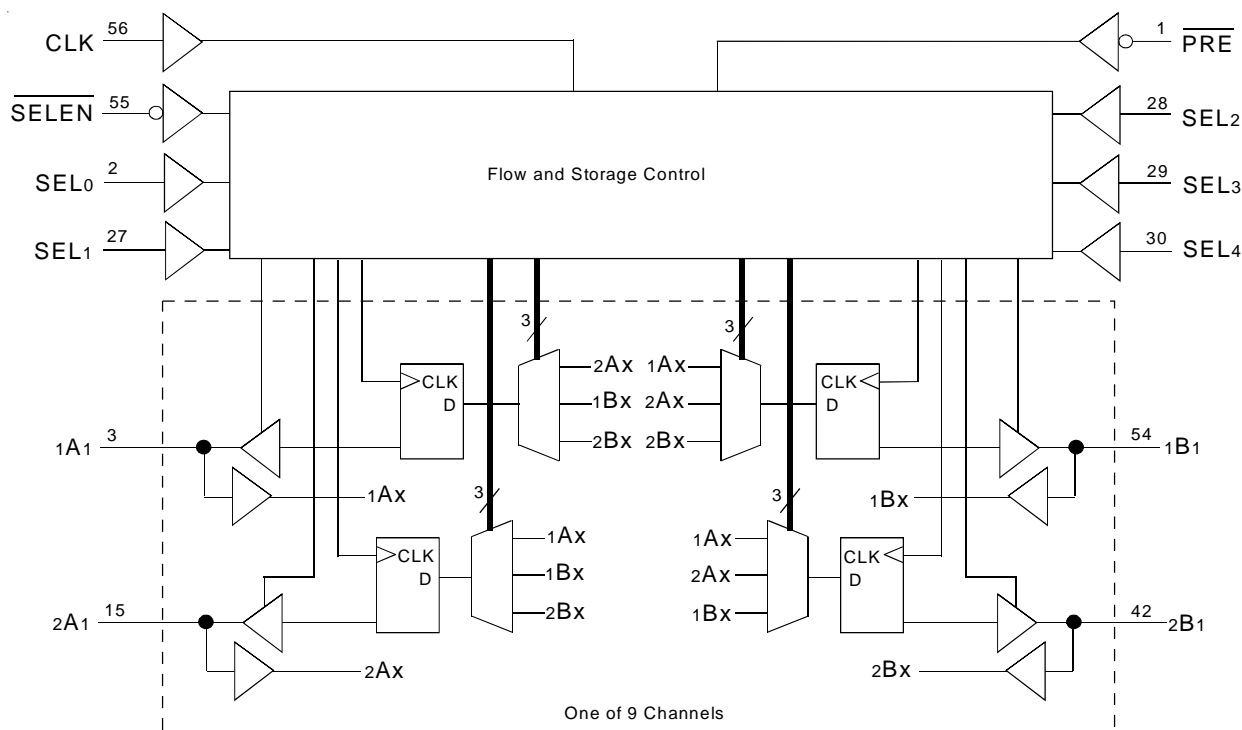 CLK 56
1 PRE
SELEN 55
28 SEL2
SEL0 2
Flow and Storage Control
29 SEL3
SEL1 27
30 SEL4
3 3
CLK
D
2Ax
1Bx
2Bx
1Ax
2Ax
2Bx
CLK
D
1A1 3
54 1B1
1Ax
3 3
1Bx
CLK
D
1Ax
1Bx
2Bx
1Ax
2Ax
1Bx
CLK
D
2A1 15
42 2B1
2Ax
2Bx
One of 9 Channels